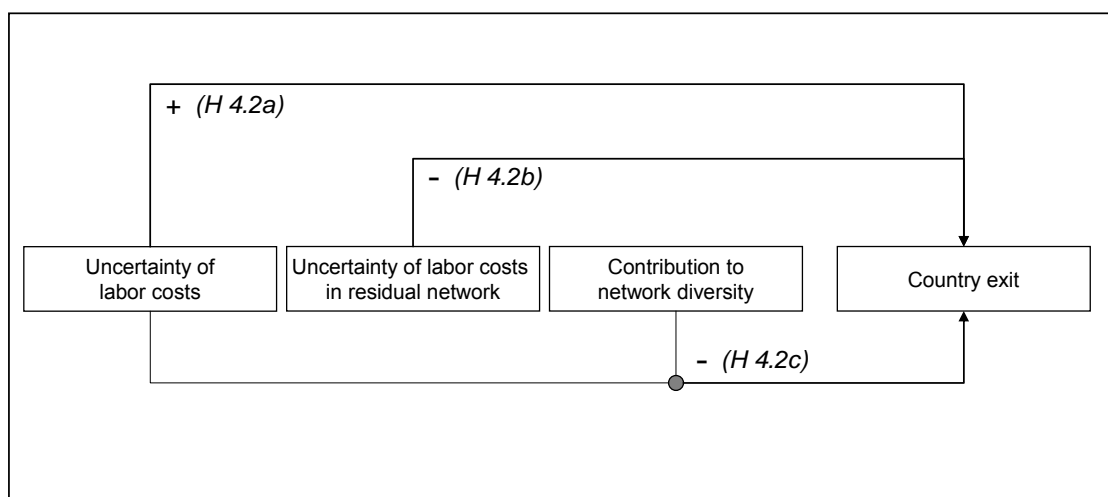 + (H 4.2a)
- (H 4.2b)
Uncertainty of
labor costs
Uncertainty of labor costs
in residual network
Contribution to
network diversity
Country exit
- (H 4.2c)